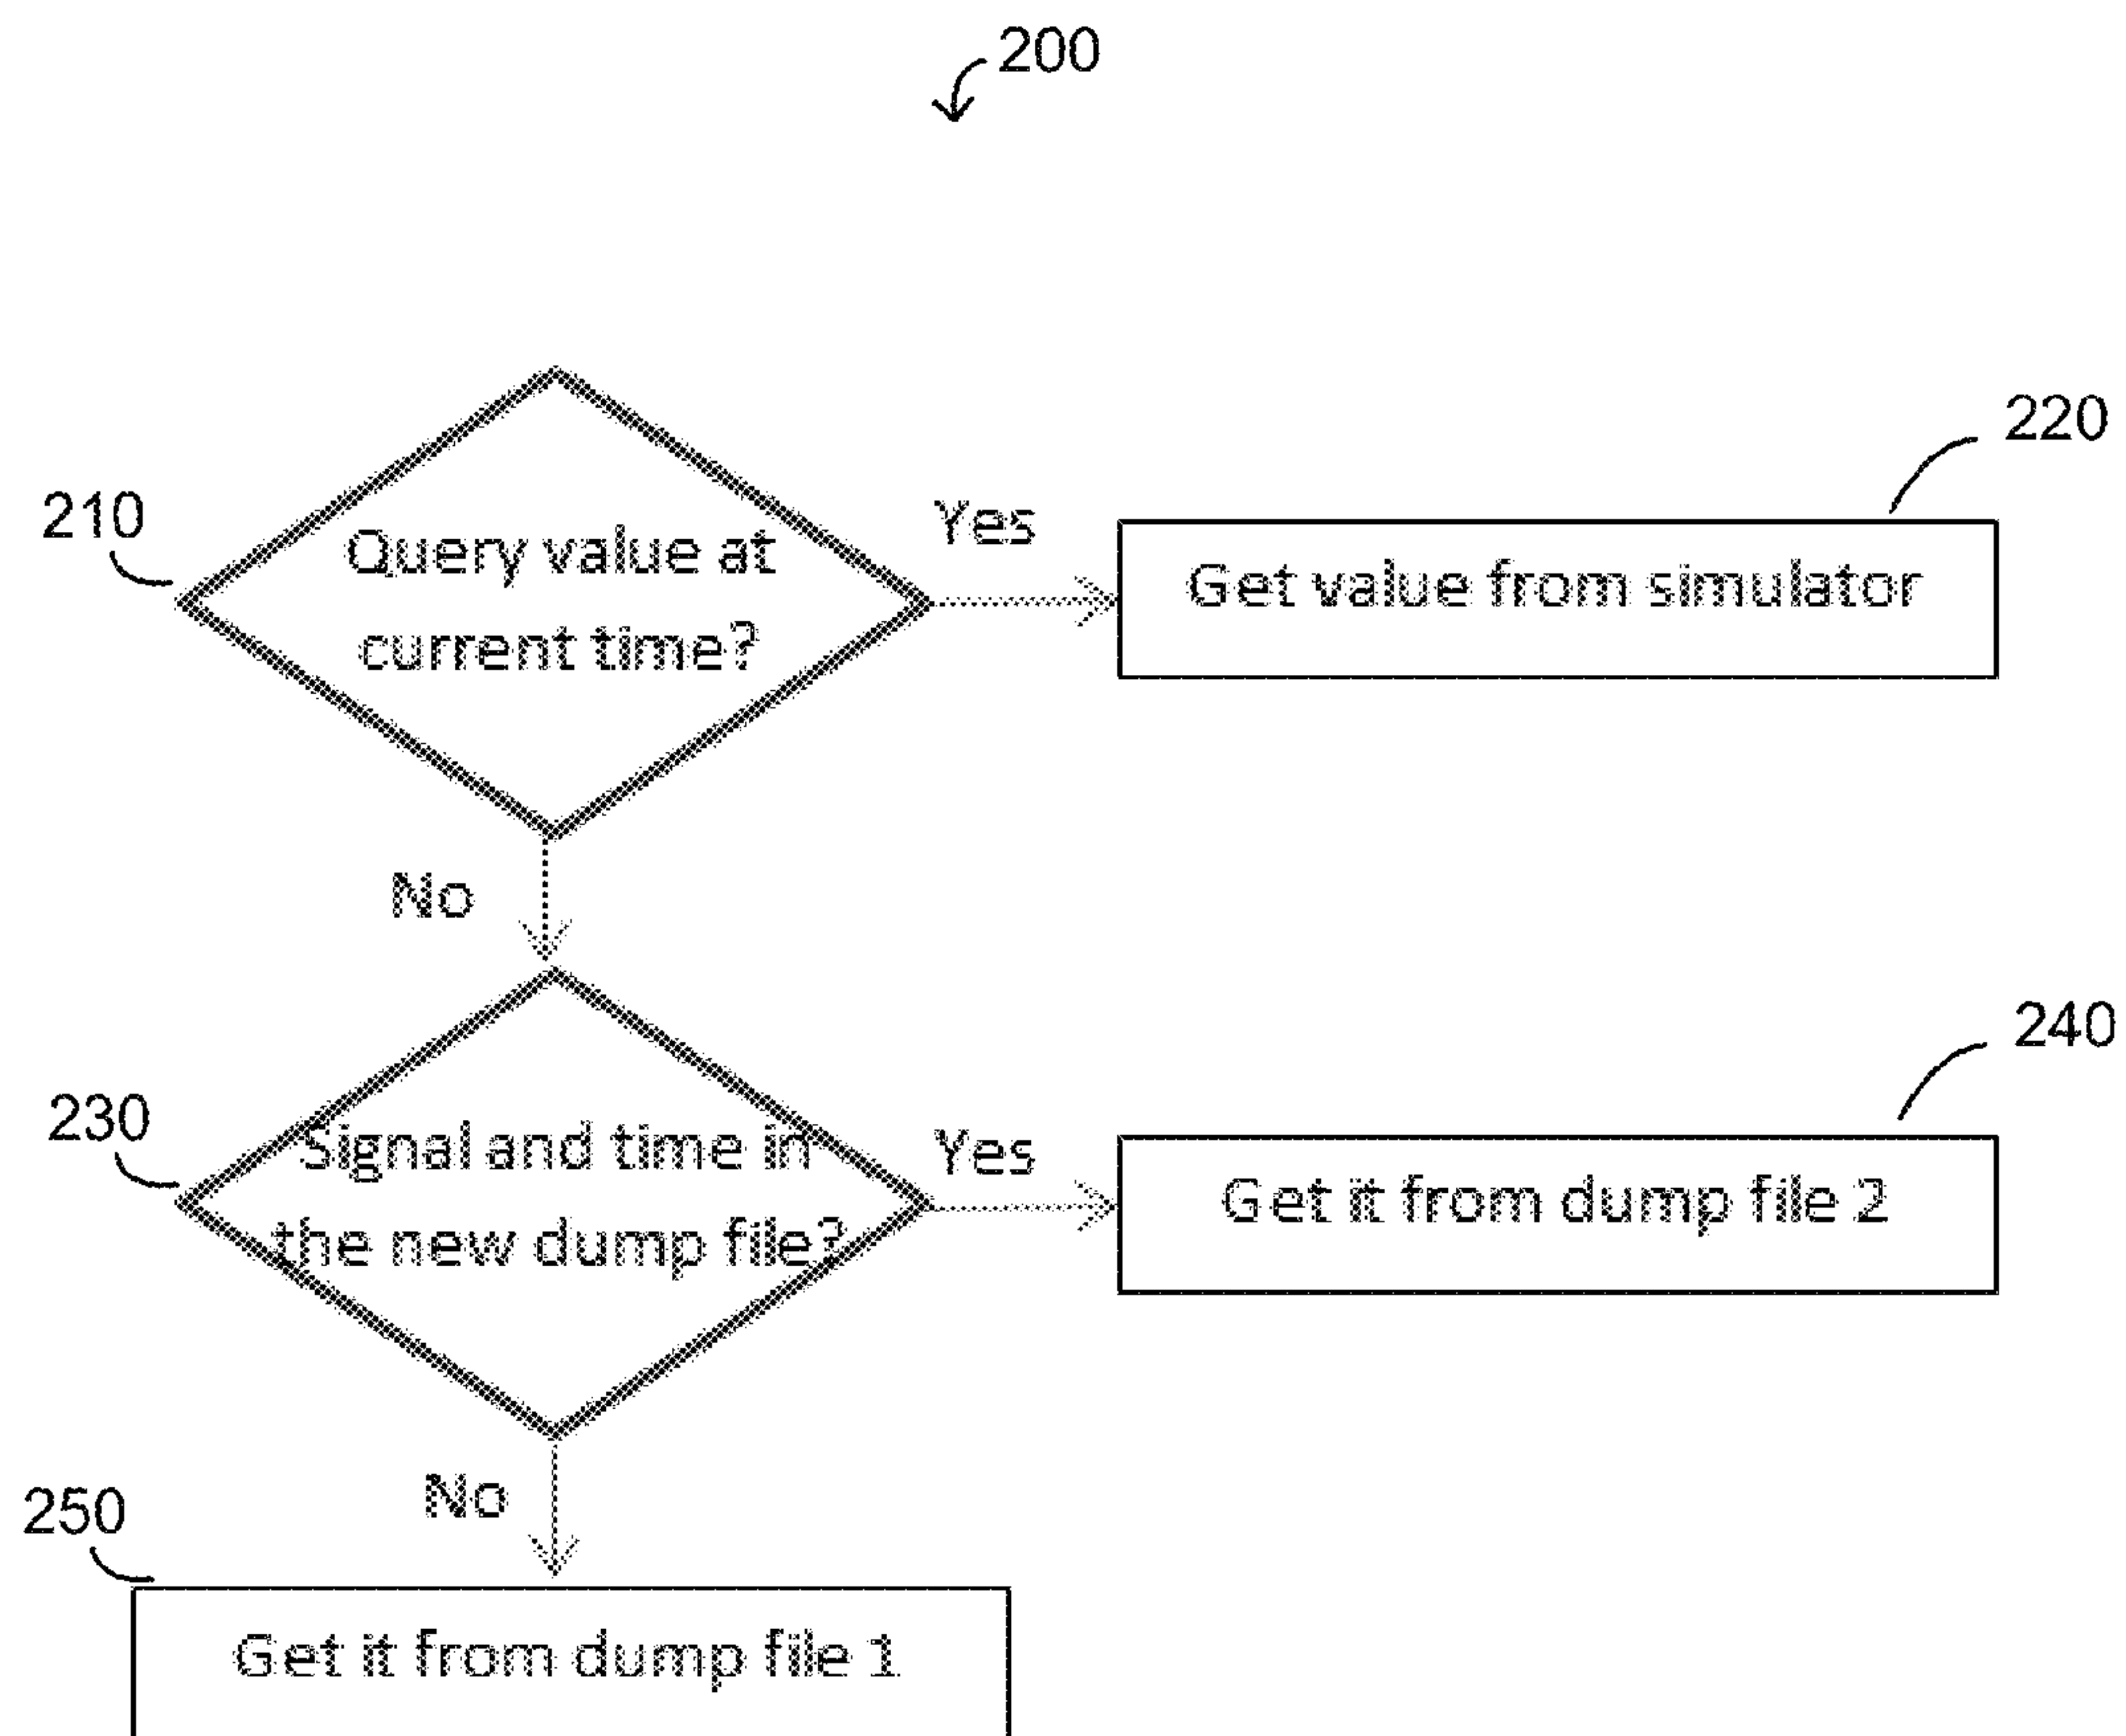 200
210
Query value at
current time?
Yes
220
Get value from simulator
No
230
Signal and time in
the new dump file?
Yes
240
Get it from dump file 2
No
250
Get it from dump file 1